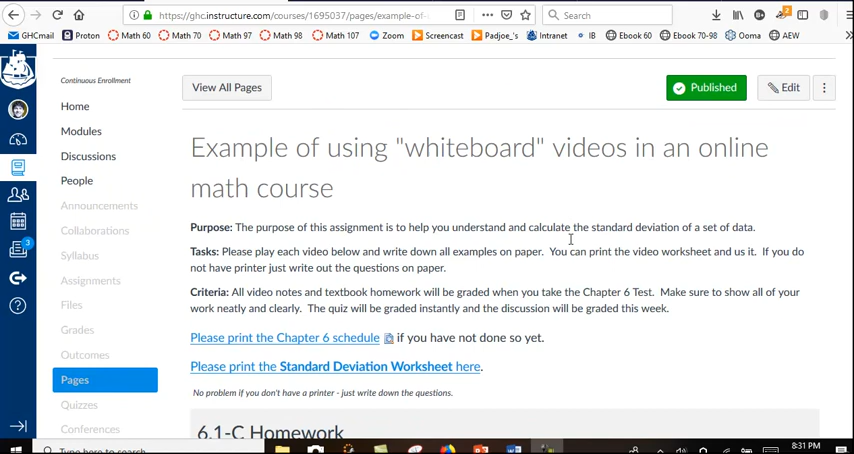 https://ghc.instructure.com/courses/1695037/pages/example-of-
Search
2
GHCMail
Proton
Math 60
Math 70
Math 97
Math 98
Math 107
Zoom
Screencast
Padjoe_'s
Intranet
IB
Ebook 60
Ebook 70-98
Ooma
AEW
Continuous Enrollment
View All Pages
Published
Edit
Home
Modules
Discussions
People
Announcements
Collaborations
Syllabus
Assignments
Files
Grades
Outcomes
Pages
Quizzes
Conferences
3
Example of using "whiteboard" videos in an online
math course
Purpose: The purpose of this assignment is to help you understand and calculate the standard deviation of a set of data.
Tasks: Please play each video below and write down all examples on paper. You can print the video worksheet and us it. If you do
not have printer just write out the questions on paper.
Criteria: All video notes and textbook homework will be graded when you take the Chapter 6 Test. Make sure to show all of your
work neatly and clearly. The quiz will be graded instantly and the discussion will be graded this week.
Please print the Chapter 6 schedule if you have not done so yet.
Please print the Standard Deviation Worksheet here.
No problem if you don't have a printer - just write down the questions.
6.1-C Homework
Type here to search
8:31 PM